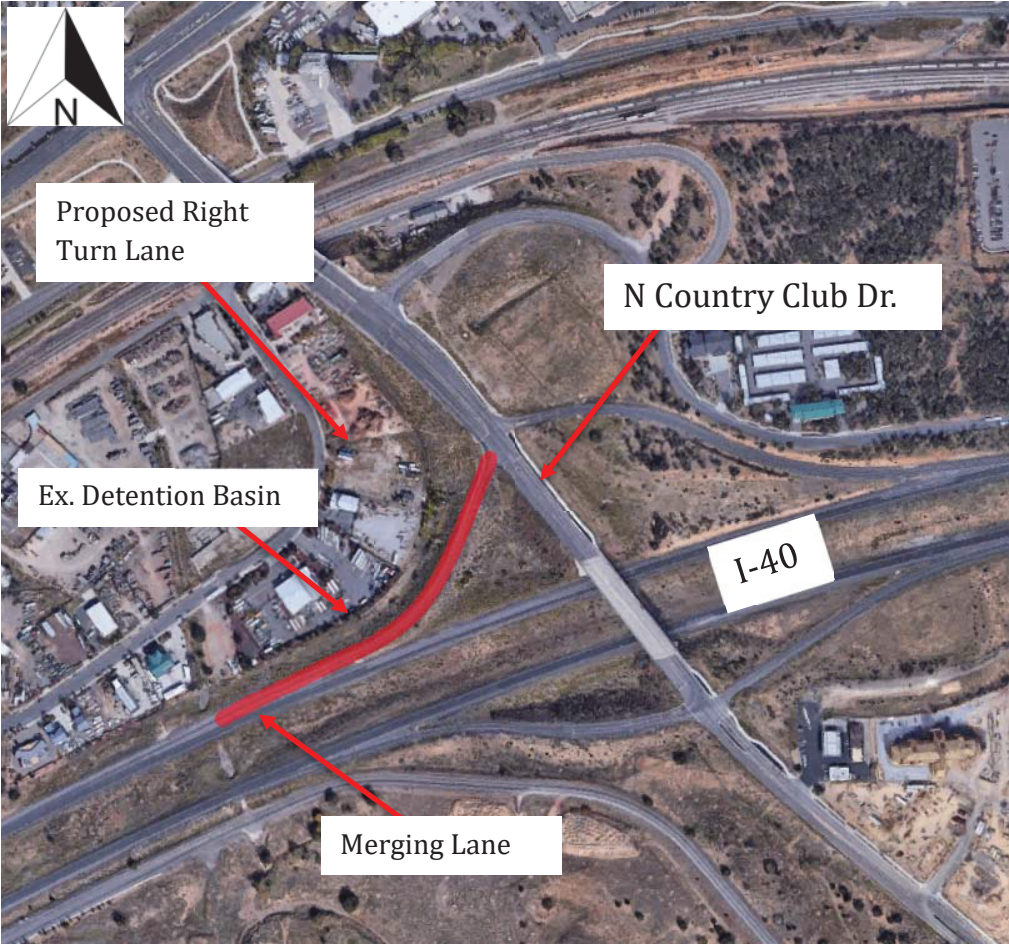 N
Proposed Right
Turn Lane
N Country Club Dr.
Ex. Detention Basin
I-40
Merging Lane